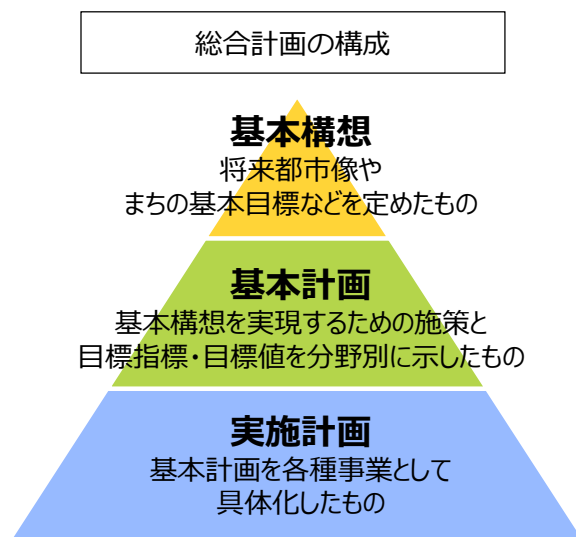 総合計画の構成
基本構想
将来都市像や
まちの基本目標などを定めたもの
基本計画
基本構想を実現するための施策と
目標指標・目標値を分野別に示したもの
実施計画
基本計画を各種事業として
具体化したもの